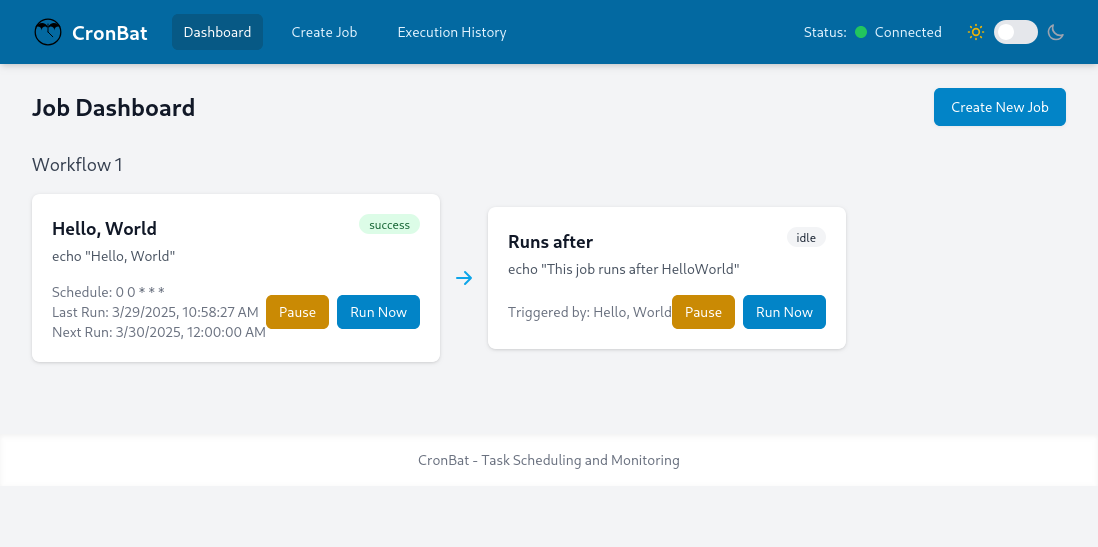 CronBat Dashboard Create Job Execution History Status: Connected
Job Dashboard Create New Job
Workflow 1
Hello, World success
echo "Hello, World"
Schedule: 0 0 * * *
Last Run: 3/29/2025, 10:58:27 AM
Next Run: 3/30/2025, 12:00:00 AM
Pause Run Now
Runs after idle
echo "This job runs after HelloWorld"
Triggered by: Hello, World Pause Run Now
CronBat - Task Scheduling and Monitoring